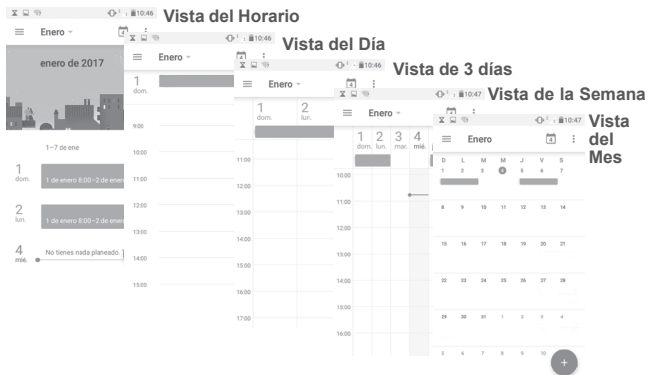 10:46
Vista del Horario
Enero
4
enero de 2017
1–7 de ene
1
dom.
1 de enero 8:00–2 de enero
2
lun.
1 de enero 8:00–2 de enero
4
mié.
No tienes nada planeado.
10:46
Vista del Día
Enero
4
1
dom.
9:00
10:00
11:00
12:00
13:00
14:00
15:00
10:46
Vista de 3 días
Enero
4
1 2
dom. lun.
11:00
12:00
13:00
14:00
15:00
16:00
17:00
10:47
Vista de la Semana
Enero
1 2 3 4
dom. lun. mar. mié.
10:00
11:00
12:00
13:00
14:00
15:00
16:00
10:47
Vista
del
Mes
Enero
4
D L M M J V S
1 2 3 4 5 6 7
8 9 10 11 12 13 14
15 16 17 18 19 20 21
22 23 24 25 26 27 28
29 30 31 1 2 3 4
5 6 7 8 9 10